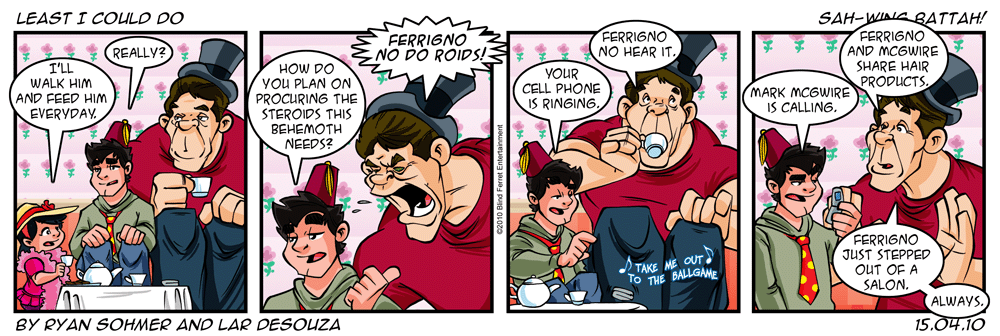 LEAST I COULD DO
SAH-WING BATTAH!
I'LL
WALK HIM
AND FEED HIM
EVERYDAY.
REALLY?
HOW DO
YOU PLAN ON
PROCURING THE
STEROIDS THIS
BEHEMOTH
NEEDS?
FERRIGNO
NO DO ROIDS!
©2010 Blind Ferret Entertainment
YOUR
CELL PHONE
IS RINGING.
FERRIGNO
NO HEAR IT.
♪ TAKE ME OUT ♪
TO THE BALLGAME
MARK MCGWIRE
IS CALLING.
FERRIGNO
AND MCGWIRE
SHARE HAIR
PRODUCTS.
FERRIGNO
JUST STEPPED
OUT OF A
SALON.
ALWAYS.
BY RYAN SOHMER AND LAR DESOUZA
15.04.10